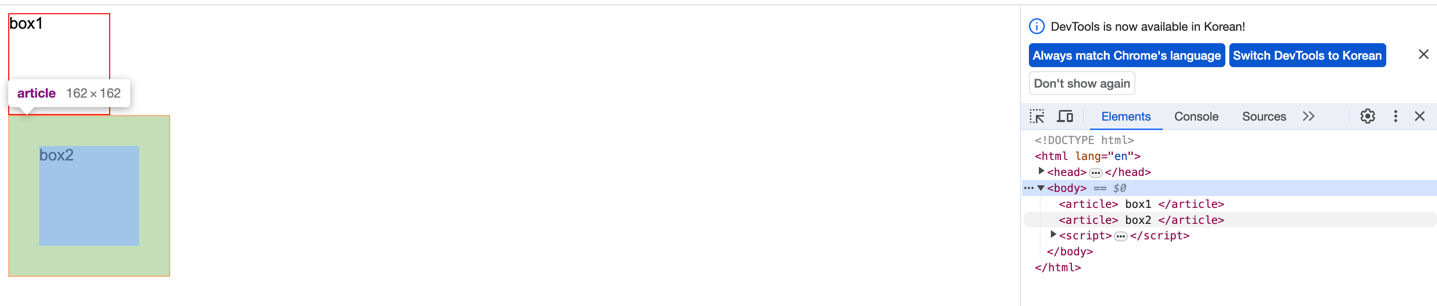 box1
article 162 × 162
box2
DevTools is now available in Korean!
Always match Chrome's language Switch DevTools to Korean
Don't show again
Elements Console Sources
<!DOCTYPE html>
<html lang="en">
<head> … </head>
<body> == $0
<article> box1 </article>
<article> box2 </article>
<script> … </script>
</body>
</html>